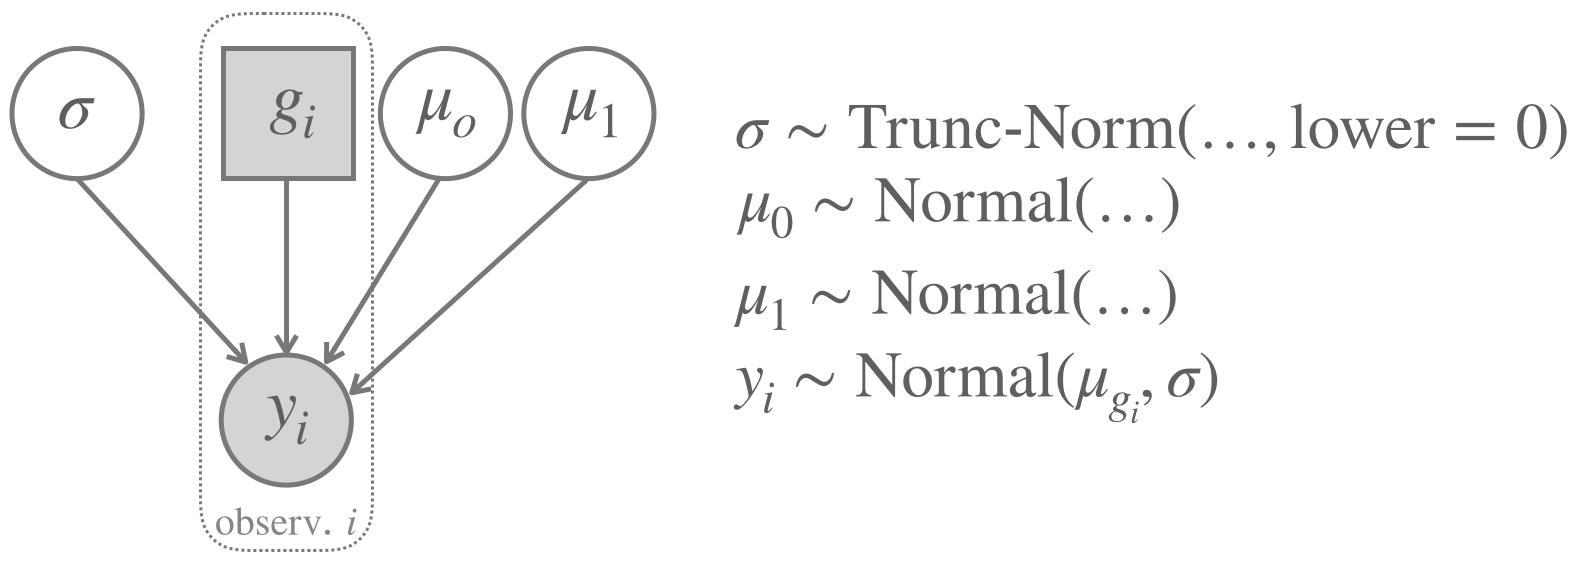 σ
g_i
μ_o
μ_1
y_i
observ. i
σ ∼ Trunc-Norm(…, lower = 0)
μ_0 ∼ Normal(…)
μ_1 ∼ Normal(…)
y_i ∼ Normal(μ_{g_i}, σ)